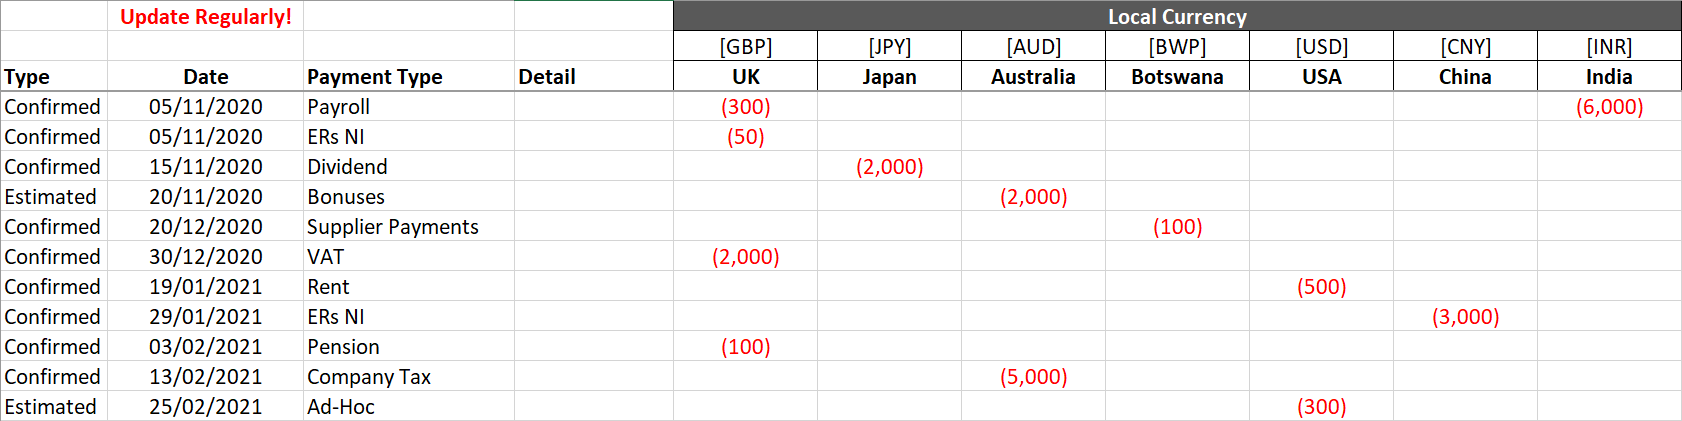 Update Regularly! Local Currency
[GBP] [JPY] [AUD] [BWP] [USD] [CNY] [INR]
Type Date Payment Type Detail UK Japan Australia Botswana USA China India
Confirmed 05/11/2020 Payroll (300) (6,000)
Confirmed 05/11/2020 ERs NI (50)
Confirmed 15/11/2020 Dividend (2,000)
Estimated 20/11/2020 Bonuses (2,000)
Confirmed 20/12/2020 Supplier Payments (100)
Confirmed 30/12/2020 VAT (2,000)
Confirmed 19/01/2021 Rent (500)
Confirmed 29/01/2021 ERs NI (3,000)
Confirmed 03/02/2021 Pension (100)
Confirmed 13/02/2021 Company Tax (5,000)
Estimated 25/02/2021 Ad-Hoc (300)